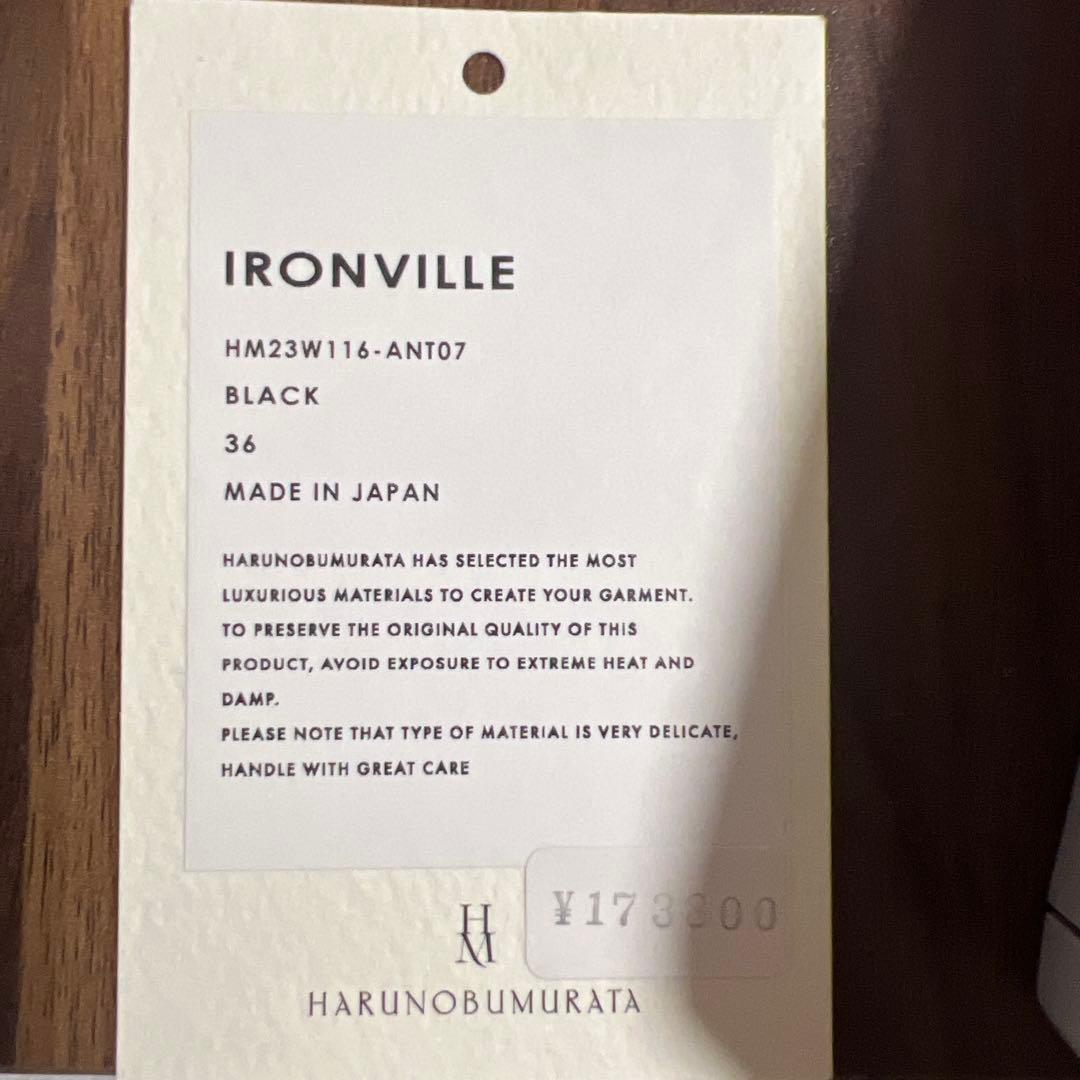 IRONVILLE
HM23W116-ANT07
BLACK
36
MADE IN JAPAN
HARUNOBUMURATA HAS SELECTED THE MOST
LUXURIOUS MATERIALS TO CREATE YOUR GARMENT.
TO PRESERVE THE ORIGINAL QUALITY OF THIS
PRODUCT, AVOID EXPOSURE TO EXTREME HEAT AND
DAMP.
PLEASE NOTE THAT TYPE OF MATERIAL IS VERY DELICATE,
HANDLE WITH GREAT CARE
¥173800
HM
HARUNOBUMURATA